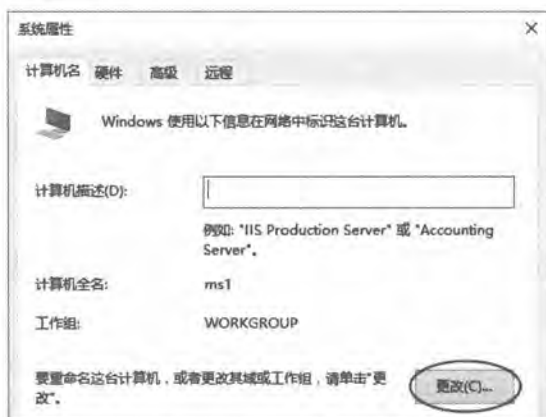 系统属性
计算机名 硬件 高级 远程
Windows 使用以下信息在网络中标识这台计算机。
计算机描述(D):
例如: "IIS Production Server" 或 "Accounting
Server"。
计算机全名: ms1
工作组: WORKGROUP
要重命名这台计算机，或者更改其域或工作组，请单击"更
改"。
更改(C)...